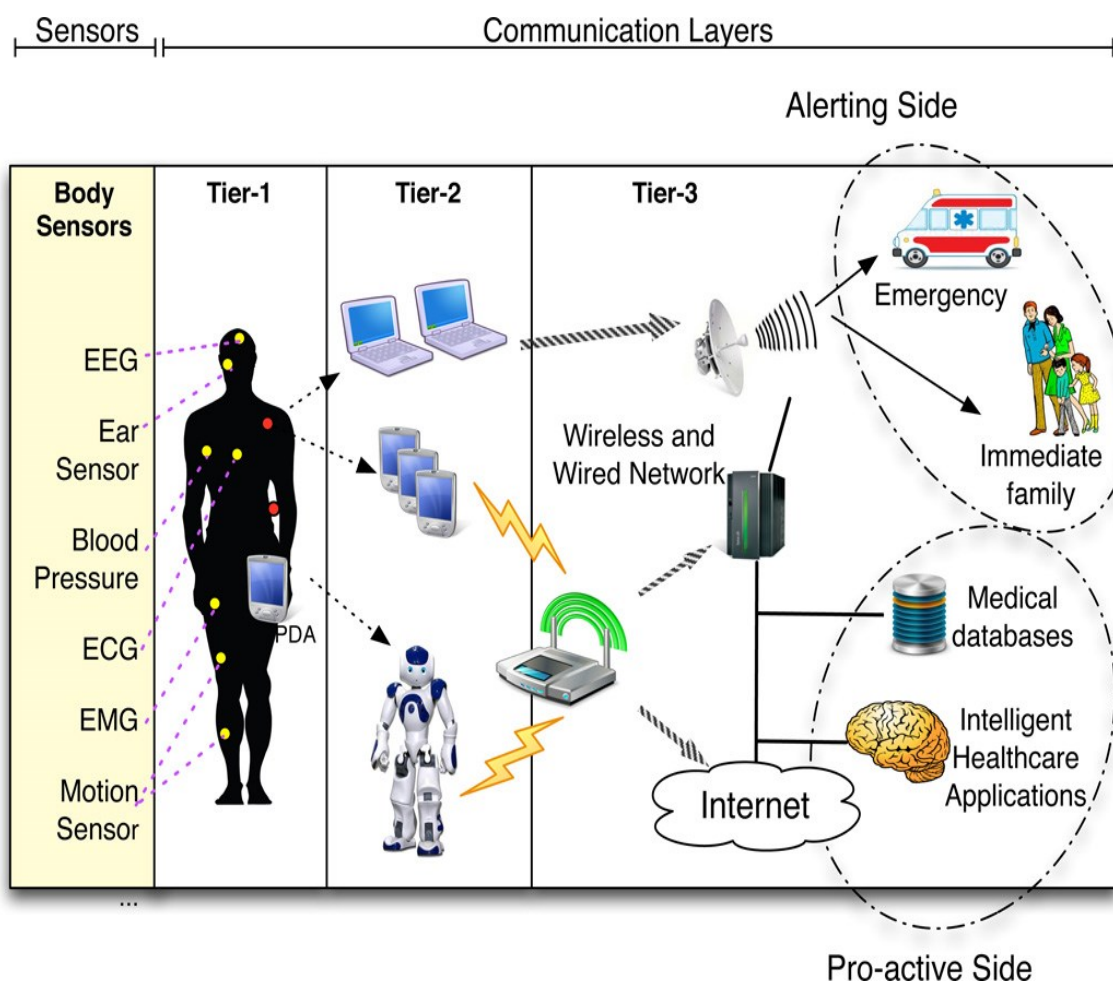 Sensors
Communication Layers
Alerting Side
Body
Sensors
Tier-1
Tier-2
Tier-3
EEG
Ear
Sensor
Blood
Pressure
ECG
EMG
Motion
Sensor
...
PDA
Wireless and
Wired Network
Emergency
Immediate
family
Medical
databases
Intelligent
Healthcare
Applications
Internet
Pro-active Side